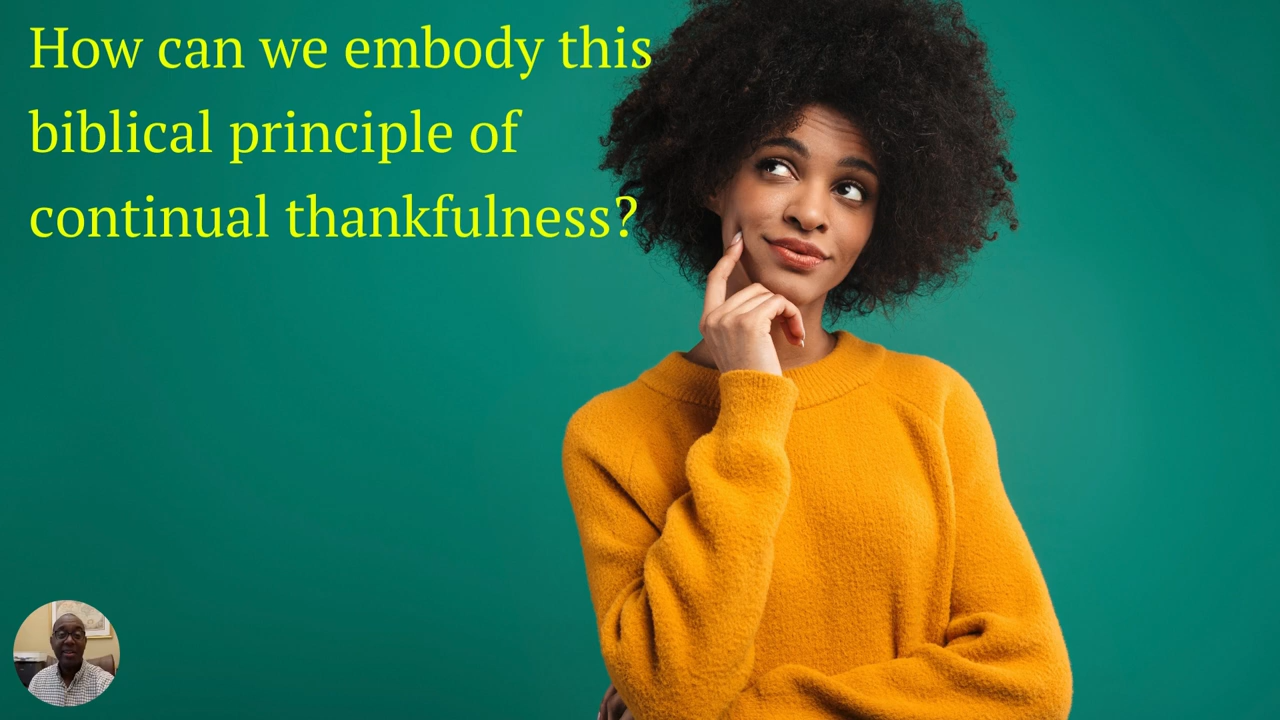 How can we embody this
biblical principle of
continual thankfulness?